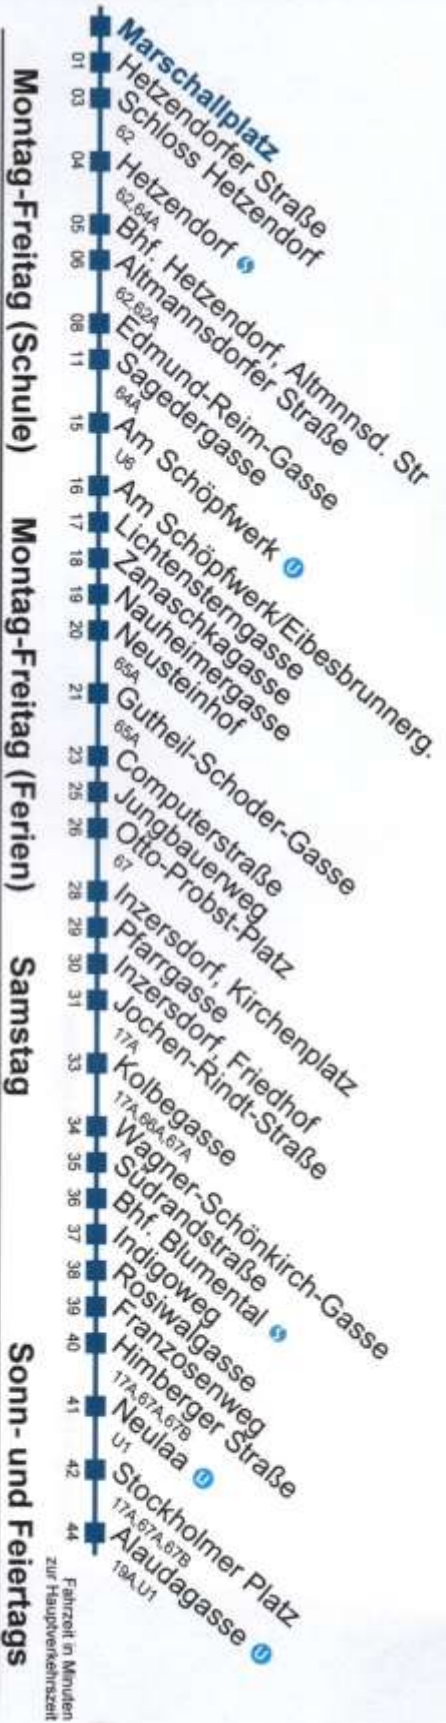 Marschallplatz
01 Hetzendorfer Straße
03 Schloss Hetzendorf
62
04 Hetzendorf S
62,64A
05 Bhf. Hetzendorf, Altmnnsd. Str
06 Altmannsdorfer Straße
62,62A
08 Edmund-Reim-Gasse
11 Sagedergasse
64A
15 Am Schöpfwerk U
U6
16 Am Schöpfwerk/Eibesbrunnerg.
17 Lichtensterngasse
18 Zanaschkagasse
19 Nauheimergasse
20 Neusteinhof
65A
21 Gutheil-Schoder-Gasse
65A
23 Computerstraße
25 Jungbauerweg
26 Otto-Probst-Platz
67
28 Inzersdorf, Kirchenplatz
29 Pfarrgasse
30 Inzersdorf, Friedhof
31 Jochen-Rindt-Straße
17A
33 Kolbegasse
17A,66A,67A
34 Wagner-Schönkirch-Gasse
35 Südrandstraße
36 Bhf. Blumental S
37 Indigoweg
38 Rosiwalgasse
39 Franzosenweg
40 Himberger Straße
17A,67A,67B
41 Neulaa U
U1
42 Stockholmer Platz
17A,67A,67B
44 Alaudagasse U
19A,U1
Fahrzeit in Minuten
zur Hauptverkehrszeit
Montag-Freitag (Schule) Montag-Freitag (Ferien) Samstag Sonn- und Feiertags